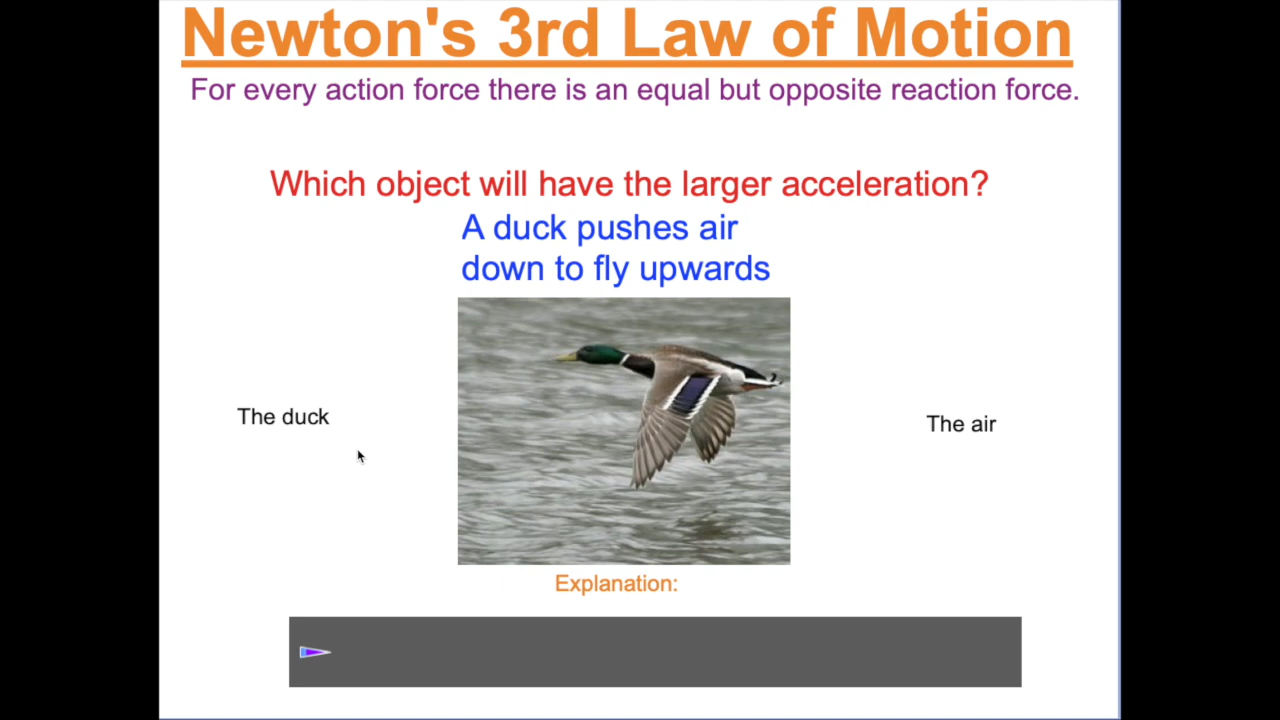 Newton's 3rd Law of Motion
For every action force there is an equal but opposite reaction force.
Which object will have the larger acceleration?
A duck pushes air
down to fly upwards
The duck
The air
Explanation: